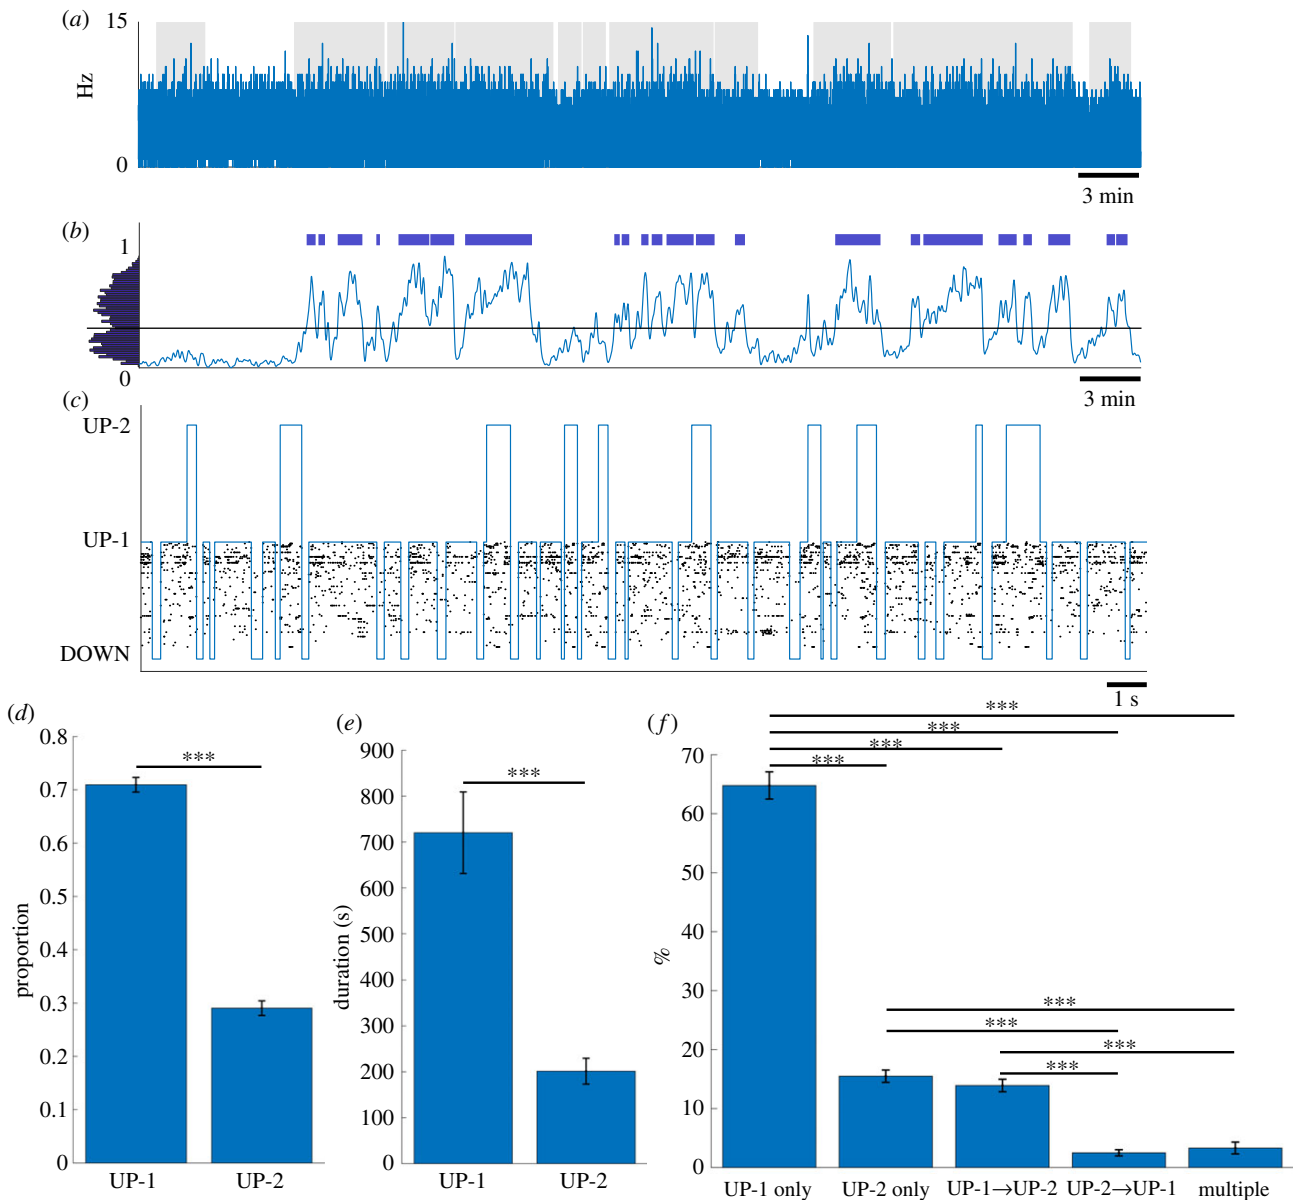 (a)
15
Hz
0
3 min
(b)
1
0
3 min
(c)
UP-2
UP-1
DOWN
1 s
(d)
0.8
0.7
0.6
0.5
0.4
0.3
0.2
0.1
0
proportion
***
UP-1 UP-2
(e)
900
800
700
600
500
400
300
200
100
0
duration (s)
***
UP-1 UP-2
(f)
70
60
50
40
30
20
10
0
%
***
***
***
***
***
***
***
***
UP-1 only UP-2 only UP-1→UP-2 UP-2→UP-1 multiple